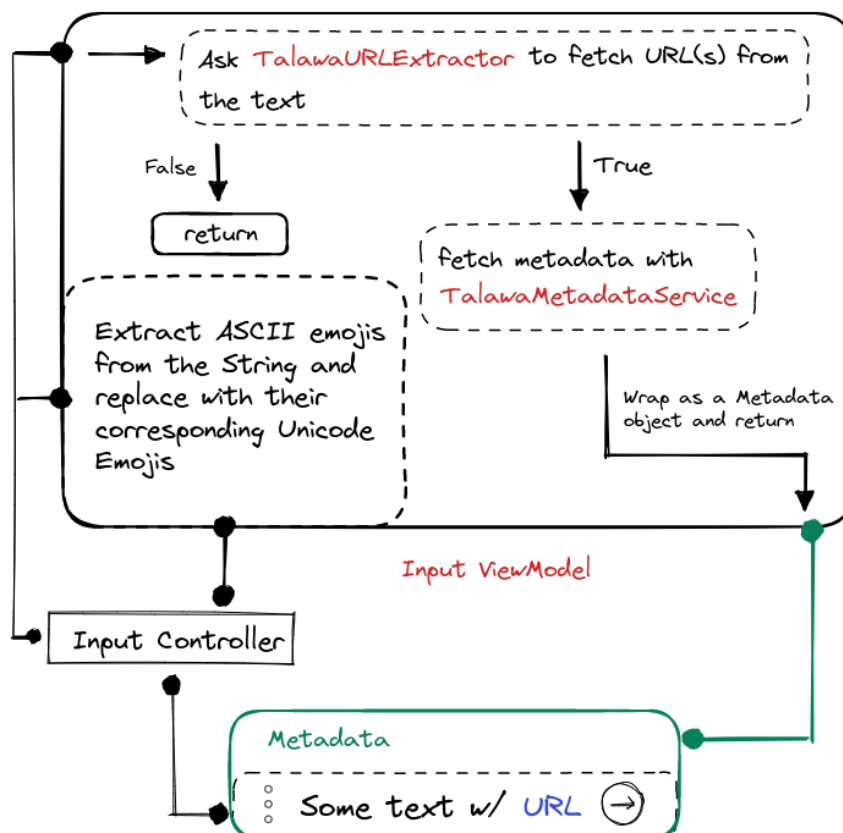 Ask TalawaURLExtractor to fetch URL(s) from
the text
False
True
return
fetch metadata with
TalawaMetadataService
Extract ASCII emojis
from the String and
replace with their
corresponding Unicode
Emojis
Wrap as a Metadata
object and return
Input ViewModel
Input Controller
Metadata
Some text w/ URL